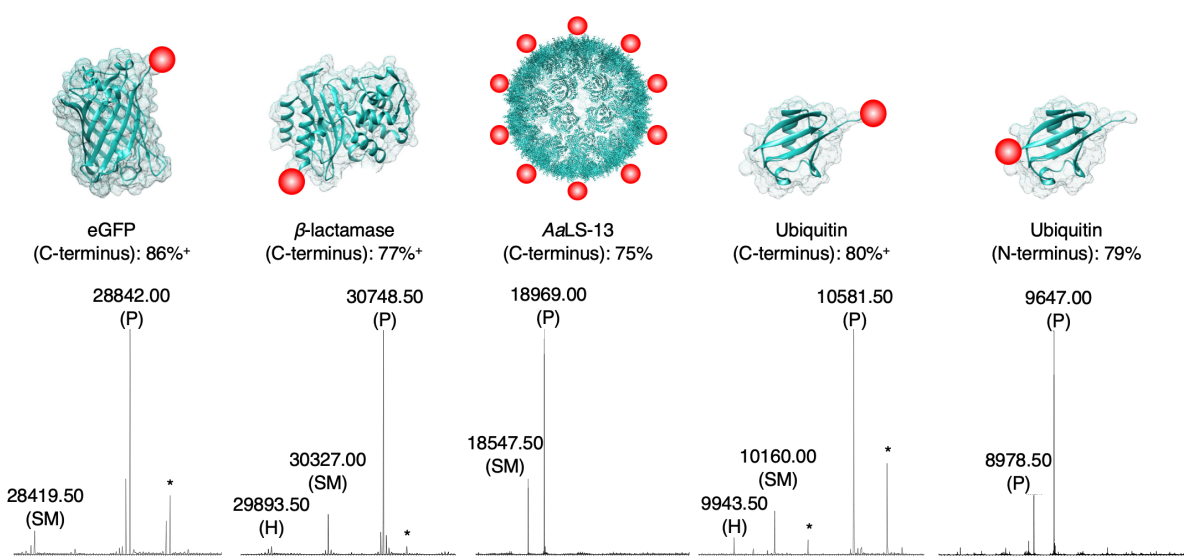 eGFP
(C-terminus): 86%⁺
β-lactamase
(C-terminus): 77%⁺
AaLS-13
(C-terminus): 75%
Ubiquitin
(C-terminus): 80%⁺
Ubiquitin
(N-terminus): 79%
28842.00
(P)
*
28419.50
(SM)
30748.50
(P)
30327.00
(SM)
29893.50
(H)
*
18969.00
(P)
18547.50
(SM)
10581.50
(P)
*
10160.00
(SM)
9943.50
(H)
*
9647.00
(P)
8978.50
(P)